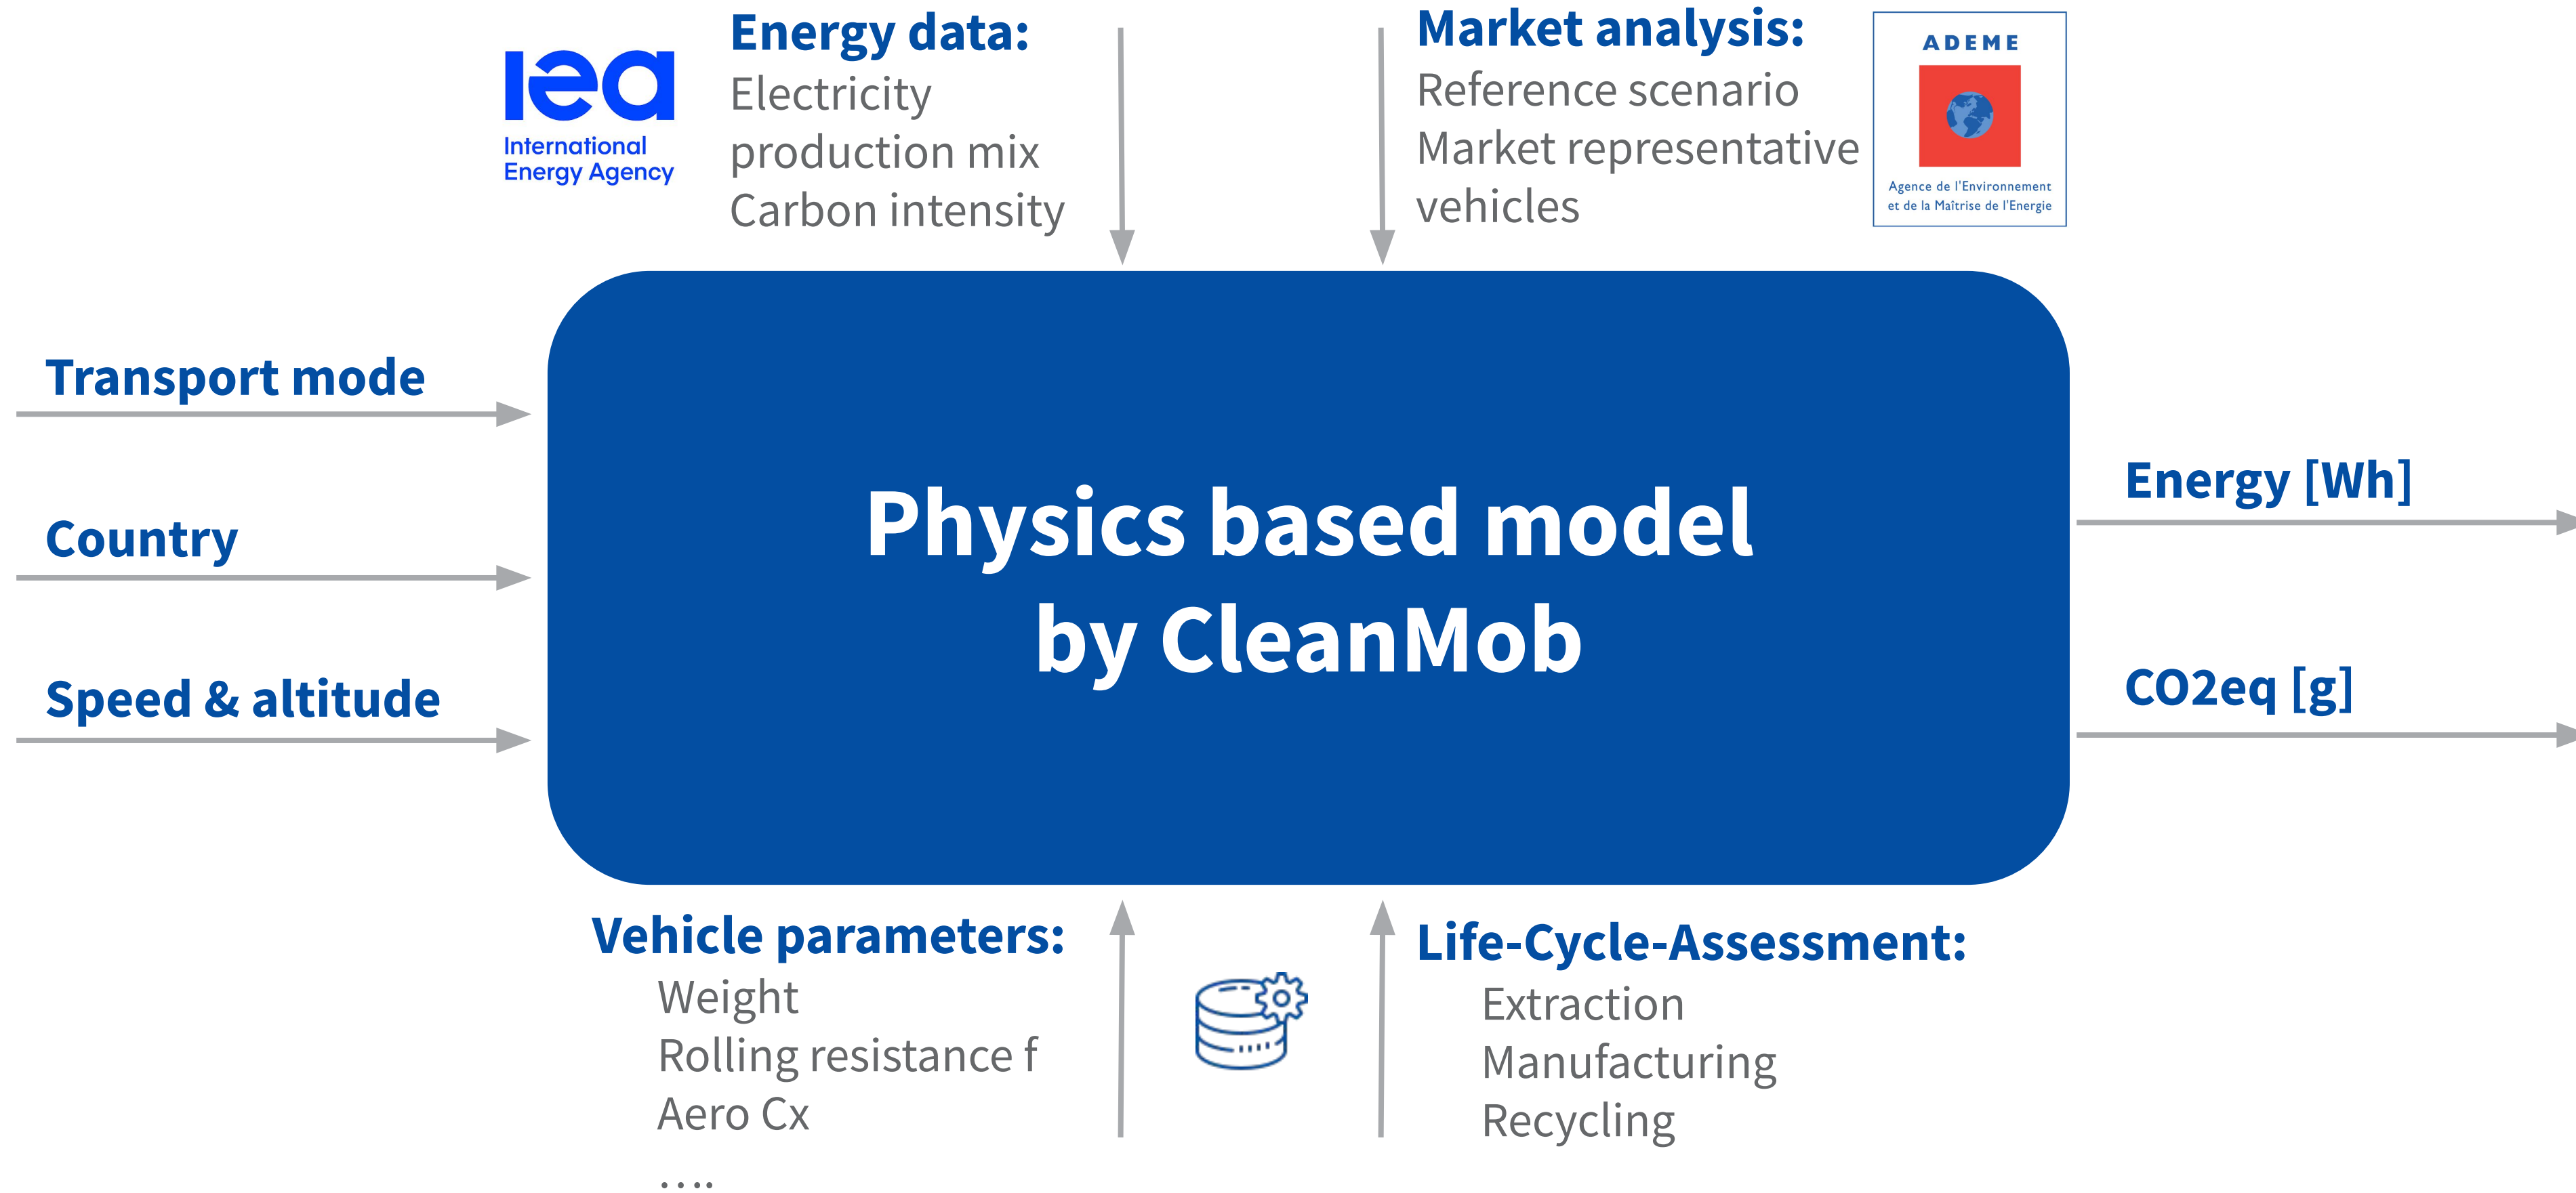 iea
International
Energy Agency
Energy data:
Electricity
production mix
Carbon intensity
Market analysis:
Reference scenario
Market representative
vehicles
ADEME
Agence de l'Environnement
et de la Maîtrise de l'Energie
Transport mode
Country
Speed & altitude
Physics based model
by CleanMob
Energy [Wh]
CO2eq [g]
Vehicle parameters:
Weight
Rolling resistance f
Aero Cx
....
Life-Cycle-Assessment:
Extraction
Manufacturing
Recycling